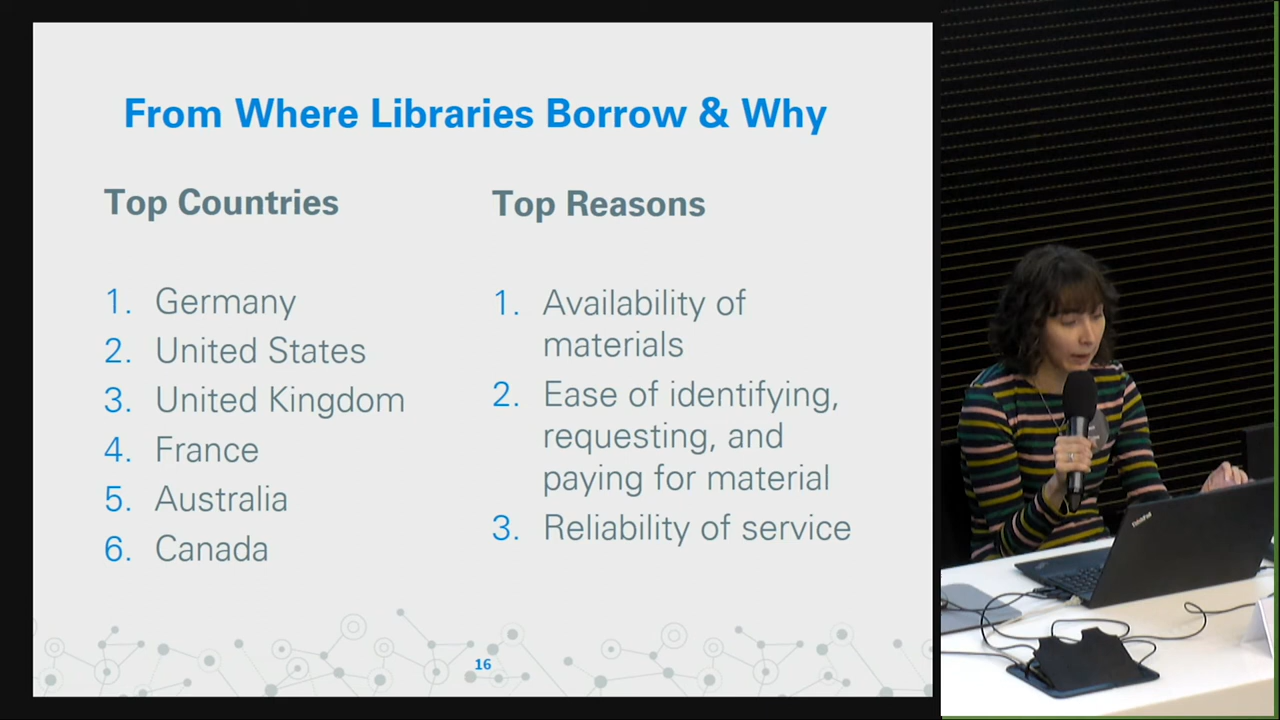 From Where Libraries Borrow & Why
Top Countries
1. Germany
2. United States
3. United Kingdom
4. France
5. Australia
6. Canada
Top Reasons
1. Availability of
materials
2. Ease of identifying,
requesting, and
paying for material
3. Reliability of service
16
ThinkPad